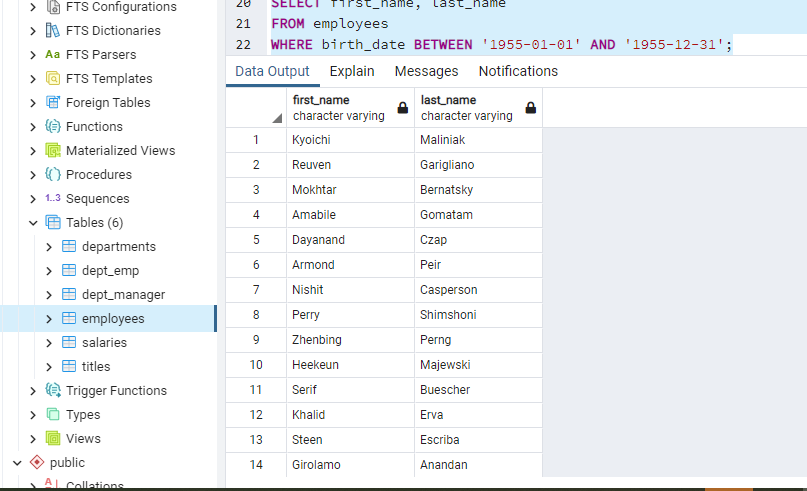 FTS Configurations
FTS Dictionaries
Aa FTS Parsers
FTS Templates
Foreign Tables
Functions
Materialized Views
Procedures
1..3 Sequences
Tables (6)
departments
dept_emp
dept_manager
employees
salaries
titles
Trigger Functions
Types
Views
public
Collations
20 SELECT first_name, last_name
21 FROM employees
22 WHERE birth_date BETWEEN '1955-01-01' AND '1955-12-31';
Data Output Explain Messages Notifications
first_name last_name
character varying character varying
1 Kyoichi Maliniak
2 Reuven Garigliano
3 Mokhtar Bernatsky
4 Amabile Gomatam
5 Dayanand Czap
6 Armond Peir
7 Nishit Casperson
8 Perry Shimshoni
9 Zhenbing Perng
10 Heekeun Majewski
11 Serif Buescher
12 Khalid Erva
13 Steen Escriba
14 Girolamo Anandan